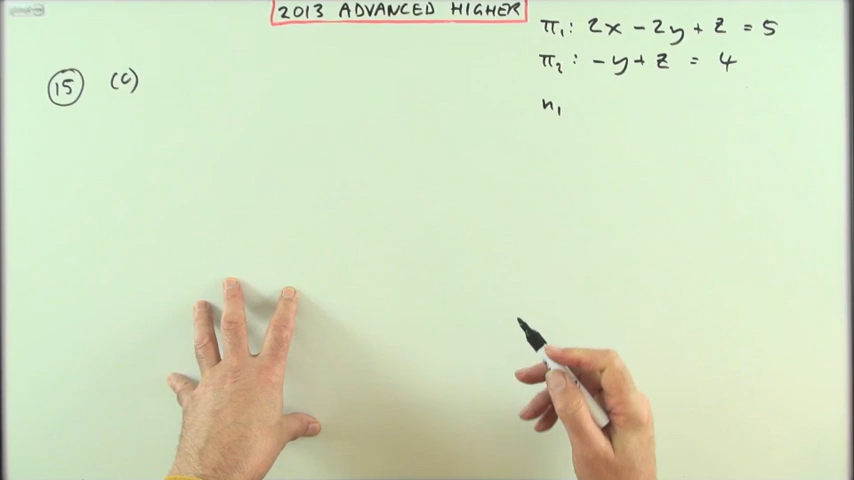 2013 ADVANCED HIGHER
π₁: 2x - 2y + z = 5
π₂: -y + z = 4
n₁
15 (c)